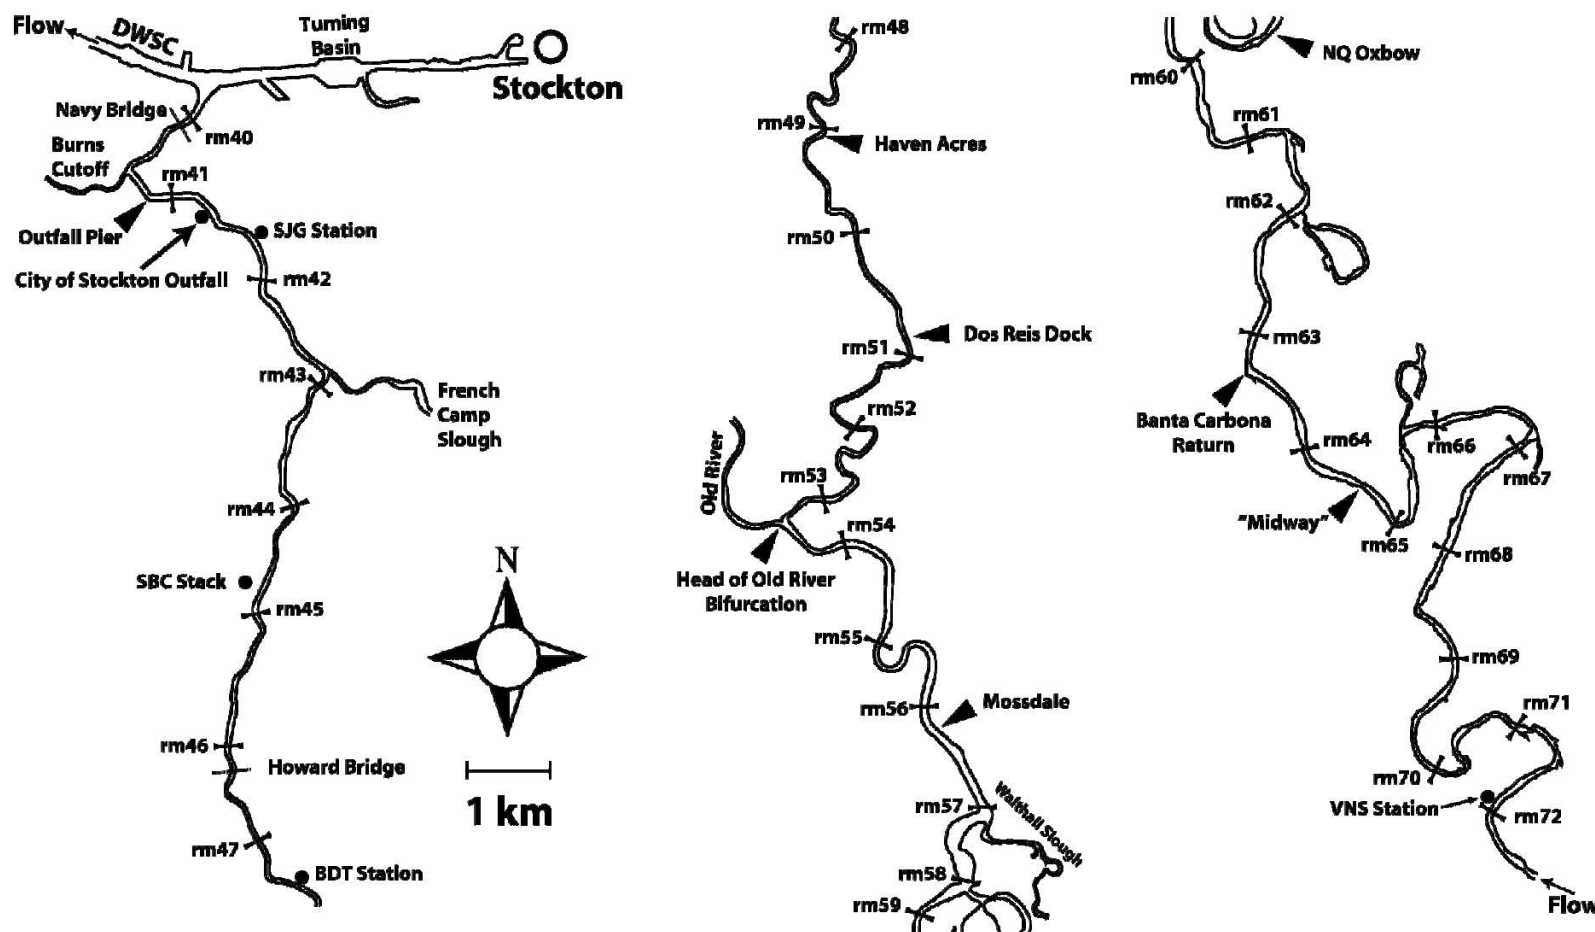 Flow
DWSC
Turning
Basin
Stockton
Navy Bridge
rm40
Burns
Cutoff
rm41
Outfall Pier
SJG Station
City of Stockton Outfall
rm42
rm43
French
Camp
Slough
rm44
SBC Stack
rm45
rm46
Howard Bridge
rm47
BDT Station
N
1 km
rm48
rm49
Haven Acres
rm50
Dos Reis Dock
rm51
rm52
Old River
rm53
rm54
Head of Old River
Bifurcation
rm55
rm56
Mossdale
rm57
Walthall Slough
rm58
rm59
NQ Oxbow
rm60
rm61
rm62
rm63
Banta Carbona
Return
rm64
rm66
rm67
"Midway"
rm65
rm68
rm69
rm71
rm70
VNS Station
rm72
Flow